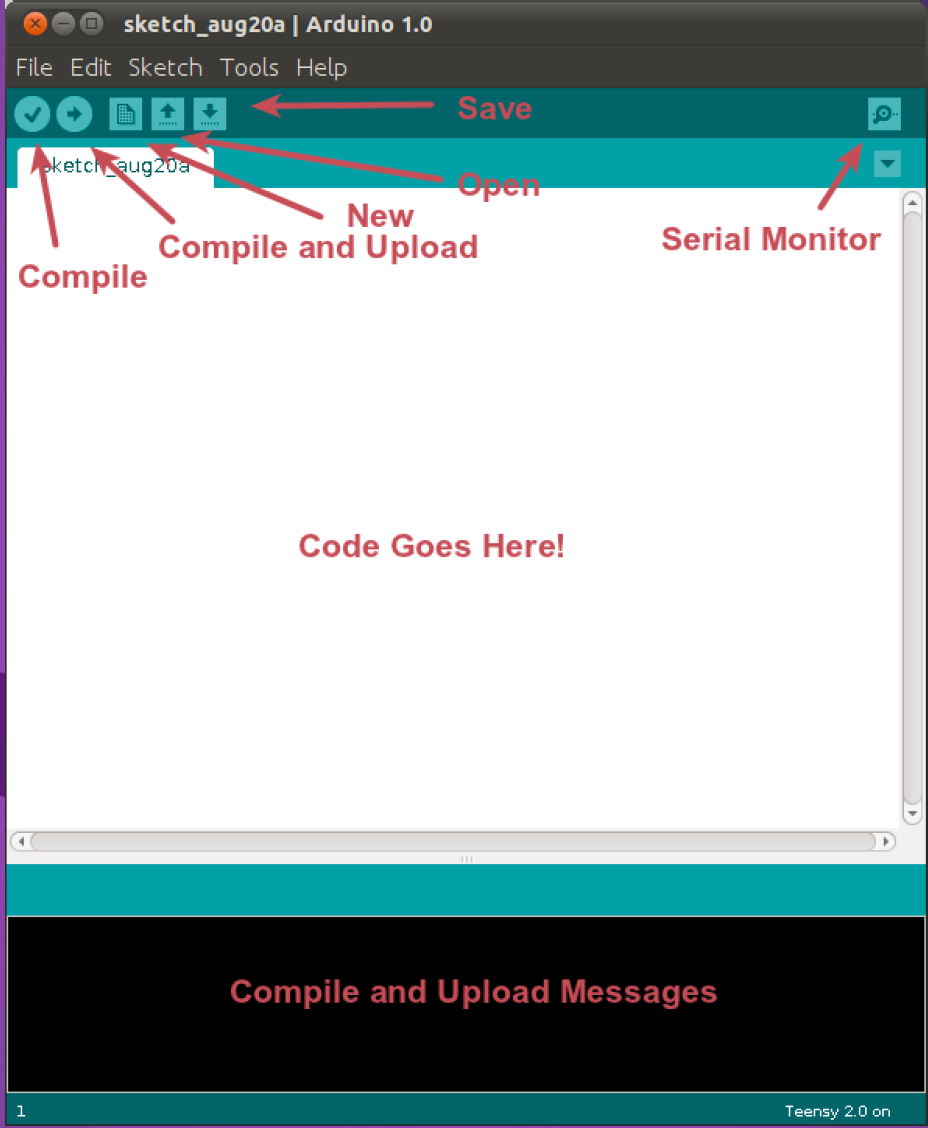 sketch_aug20a | Arduino 1.0
File Edit Sketch Tools Help
Save
sketch_aug20a
Open
New
Compile and Upload
Serial Monitor
Compile
Code Goes Here!
Compile and Upload Messages
1
Teensy 2.0 on